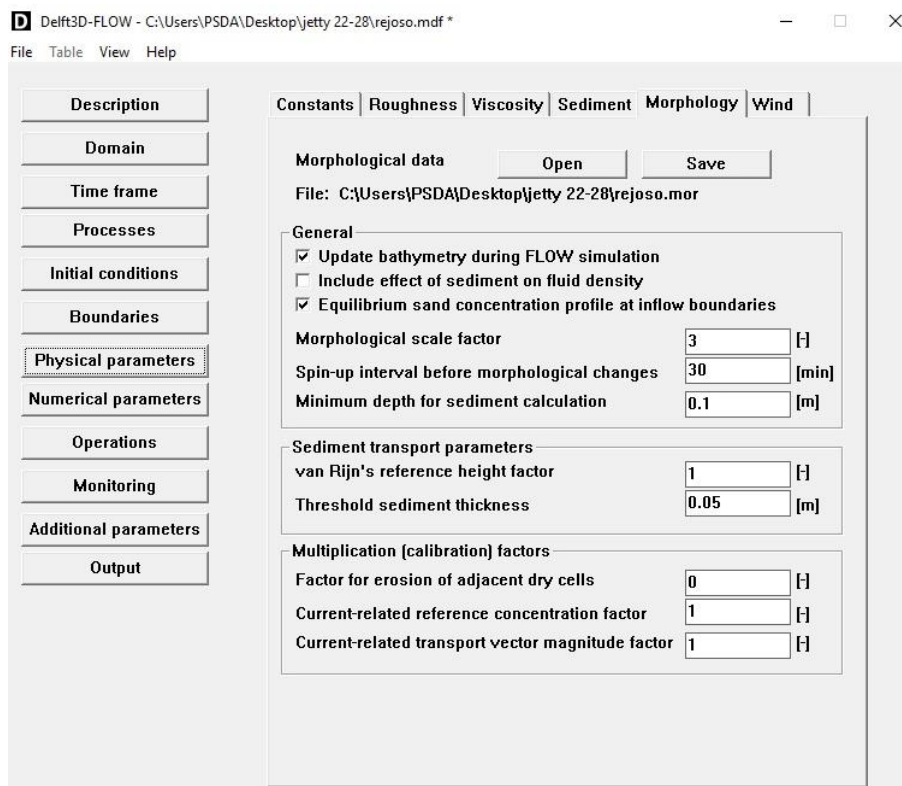 D Delft3D-FLOW - C:\Users\PSDA\Desktop\jetty 22-28\rejoso.mdf *
File Table View Help
Description
Domain
Time frame
Processes
Initial conditions
Boundaries
Physical parameters
Numerical parameters
Operations
Monitoring
Additional parameters
Output
Constants Roughness Viscosity Sediment Morphology Wind
Morphological data Open Save
File: C:\Users\PSDA\Desktop\jetty 22-28\rejoso.mor
General
Update bathymetry during FLOW simulation
Include effect of sediment on fluid density
Equilibrium sand concentration profile at inflow boundaries
Morphological scale factor 3 [-]
Spin-up interval before morphological changes 30 [min]
Minimum depth for sediment calculation 0.1 [m]
Sediment transport parameters
van Rijn's reference height factor 1 [-]
Threshold sediment thickness 0.05 [m]
Multiplication (calibration) factors
Factor for erosion of adjacent dry cells 0 [-]
Current-related reference concentration factor 1 [-]
Current-related transport vector magnitude factor 1 [-]